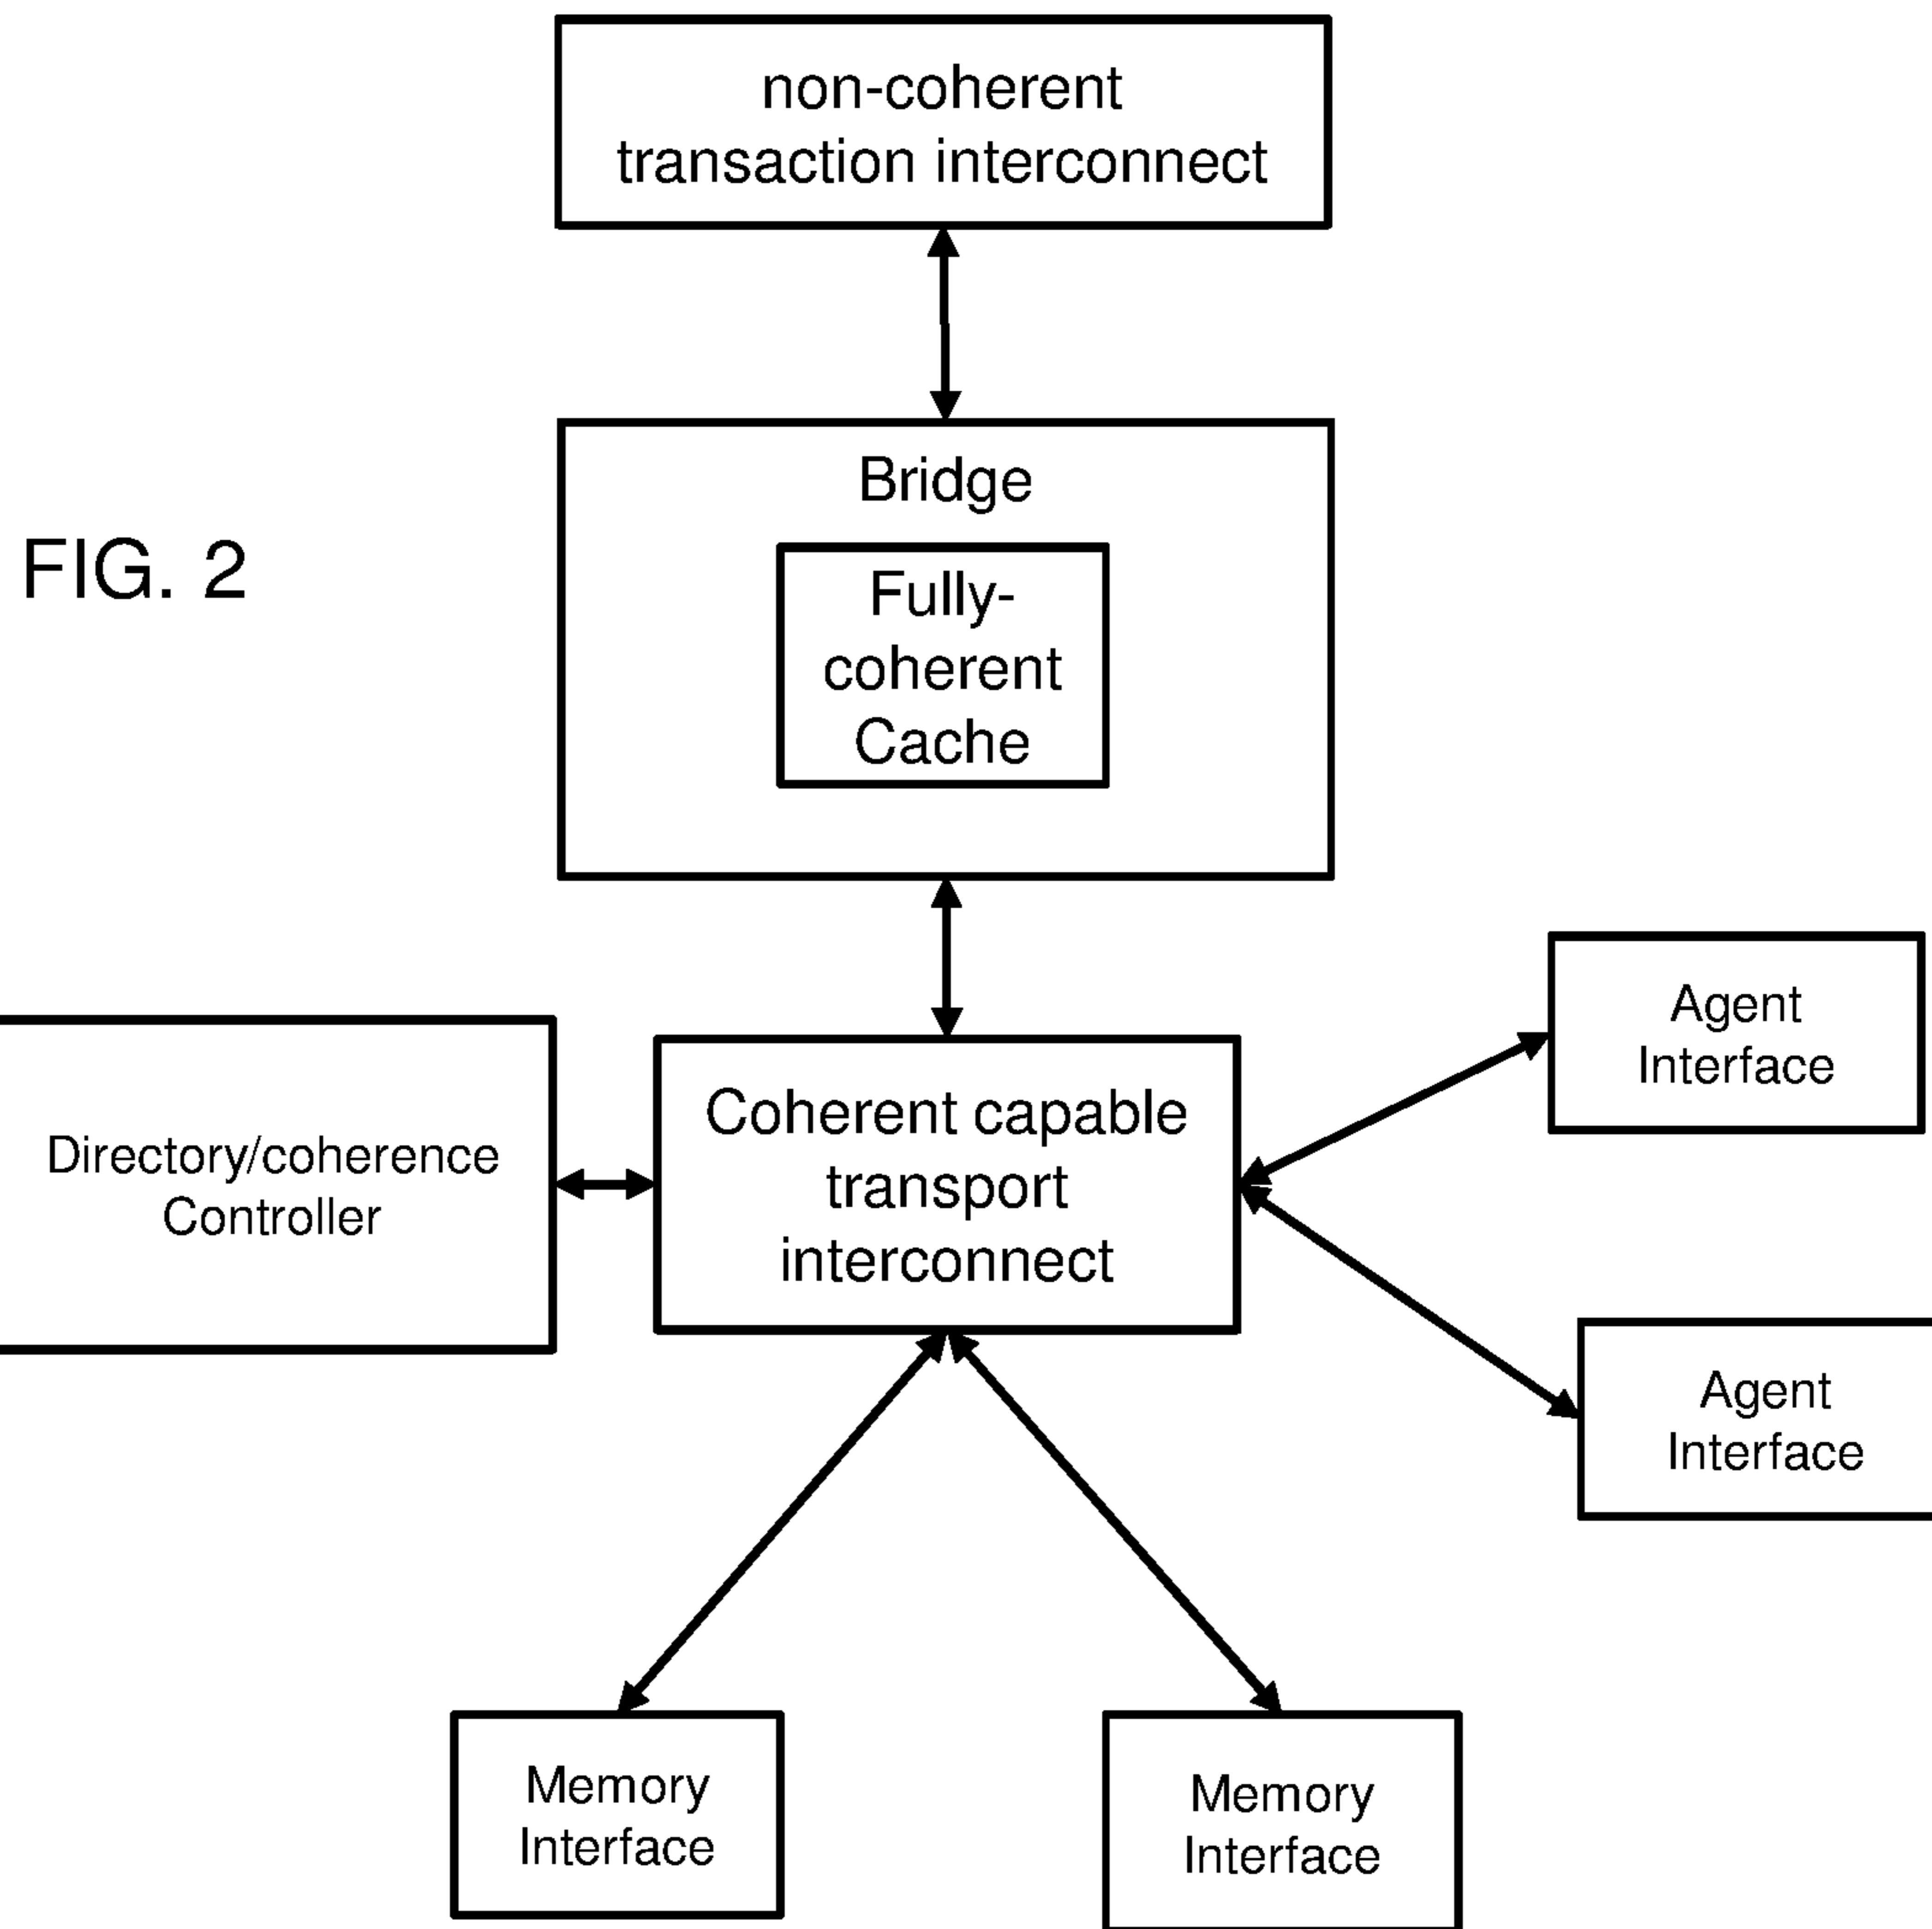 non-coherent
transaction interconnect
Bridge
Fully-
coherent
Cache
FIG. 2
Agent
Interface
Directory/coherence
Controller
Coherent capable
transport
interconnect
Agent
Interface
Memory
Interface
Memory
Interface